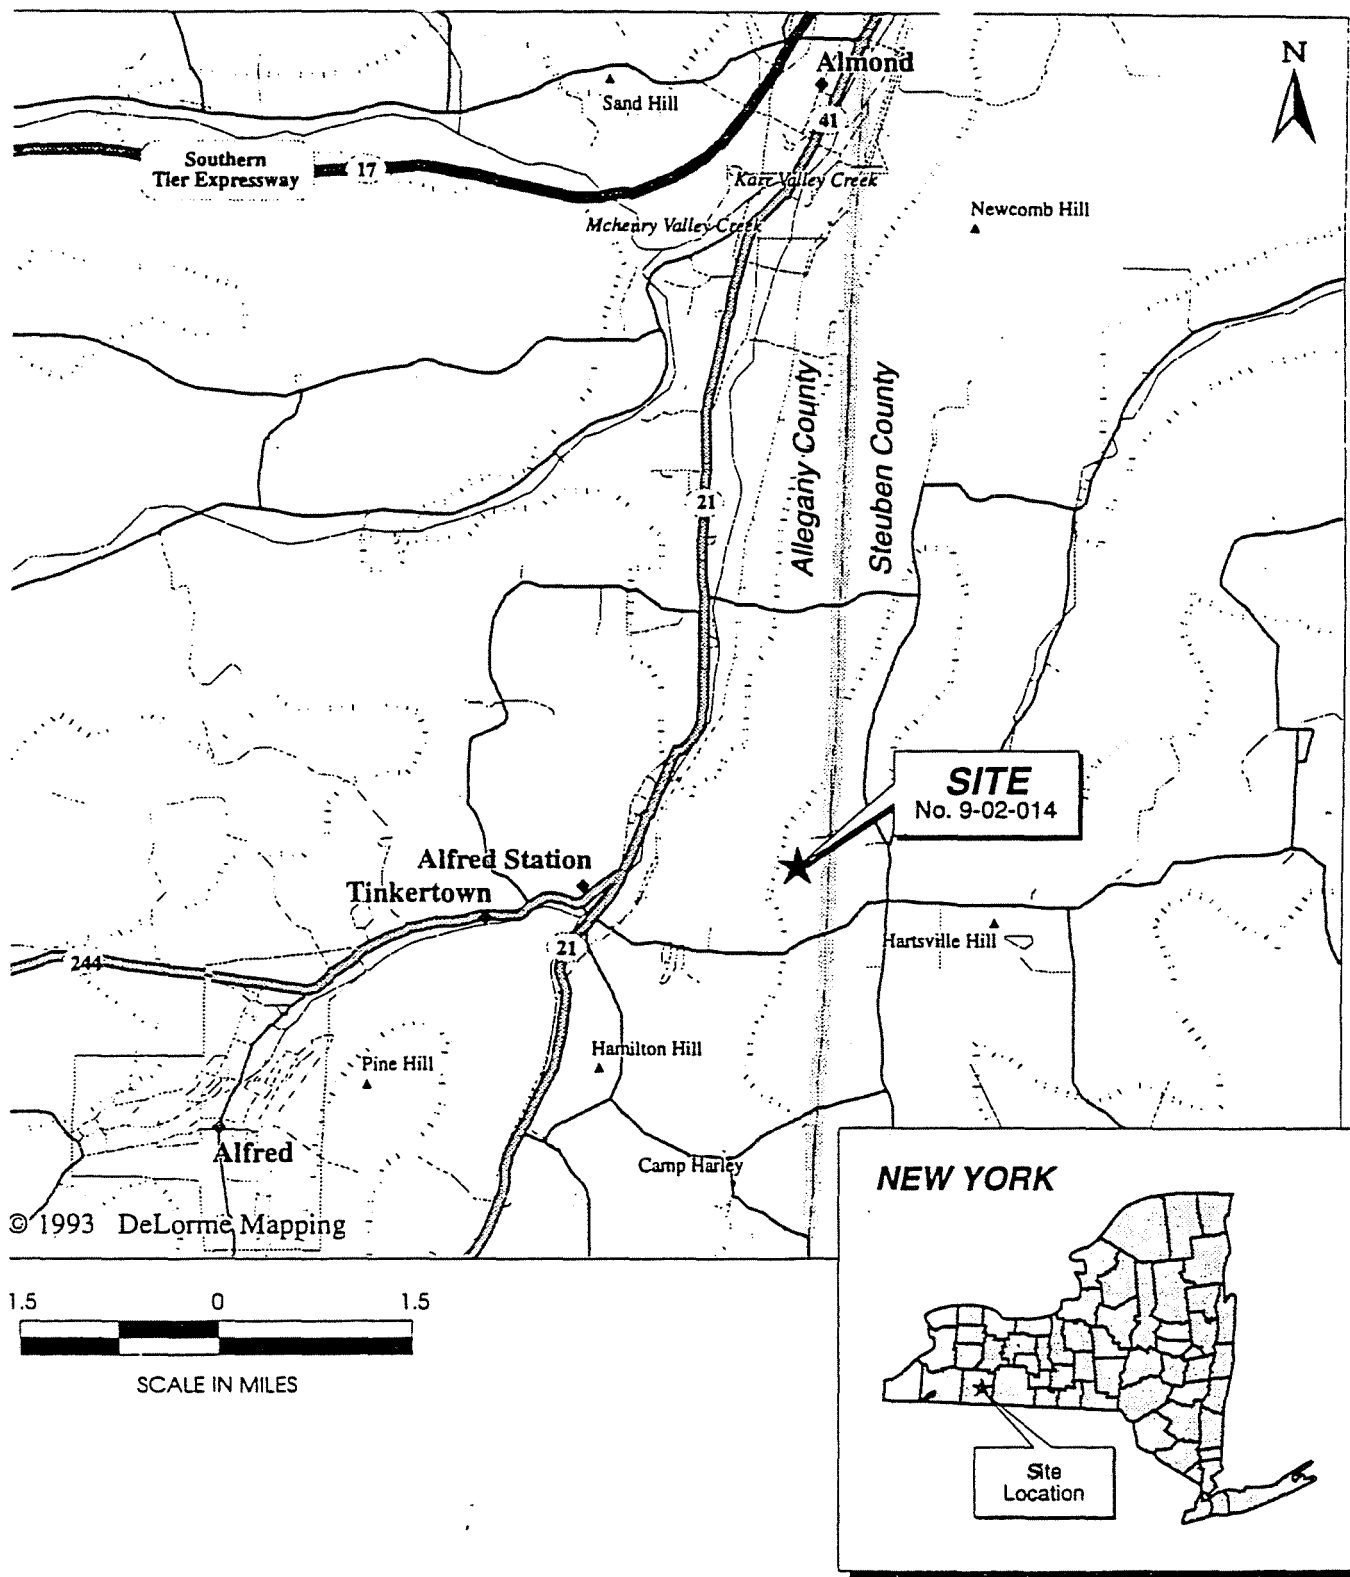 N
Almond
Sand Hill
41
Southern
Tier Expressway
17
Karr Valley Creek
Mchenry Valley Creek
Newcomb Hill
Allegany County
Steuben County
21
SITE
No. 9-02-014
Alfred Station
Tinkertown
244
21
Hartsville Hill
Hamilton Hill
Pine Hill
Alfred
Camp Harley
© 1993 DeLorme Mapping
1.5 0 1.5
SCALE IN MILES
NEW YORK
Site
Location